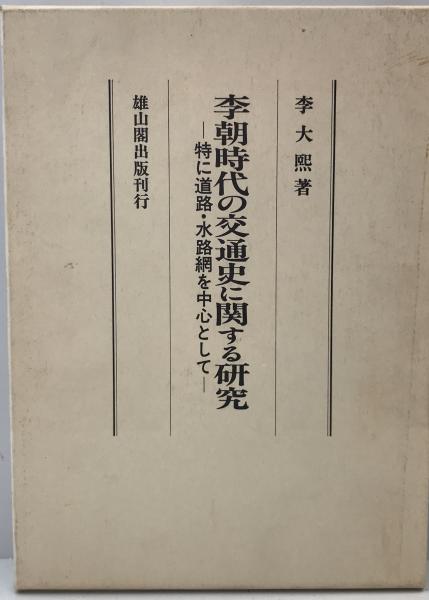 李大熙著
李朝時代の交通史に関する研究
―特に道路・水路網を中心として―
雄山閣出版刊行